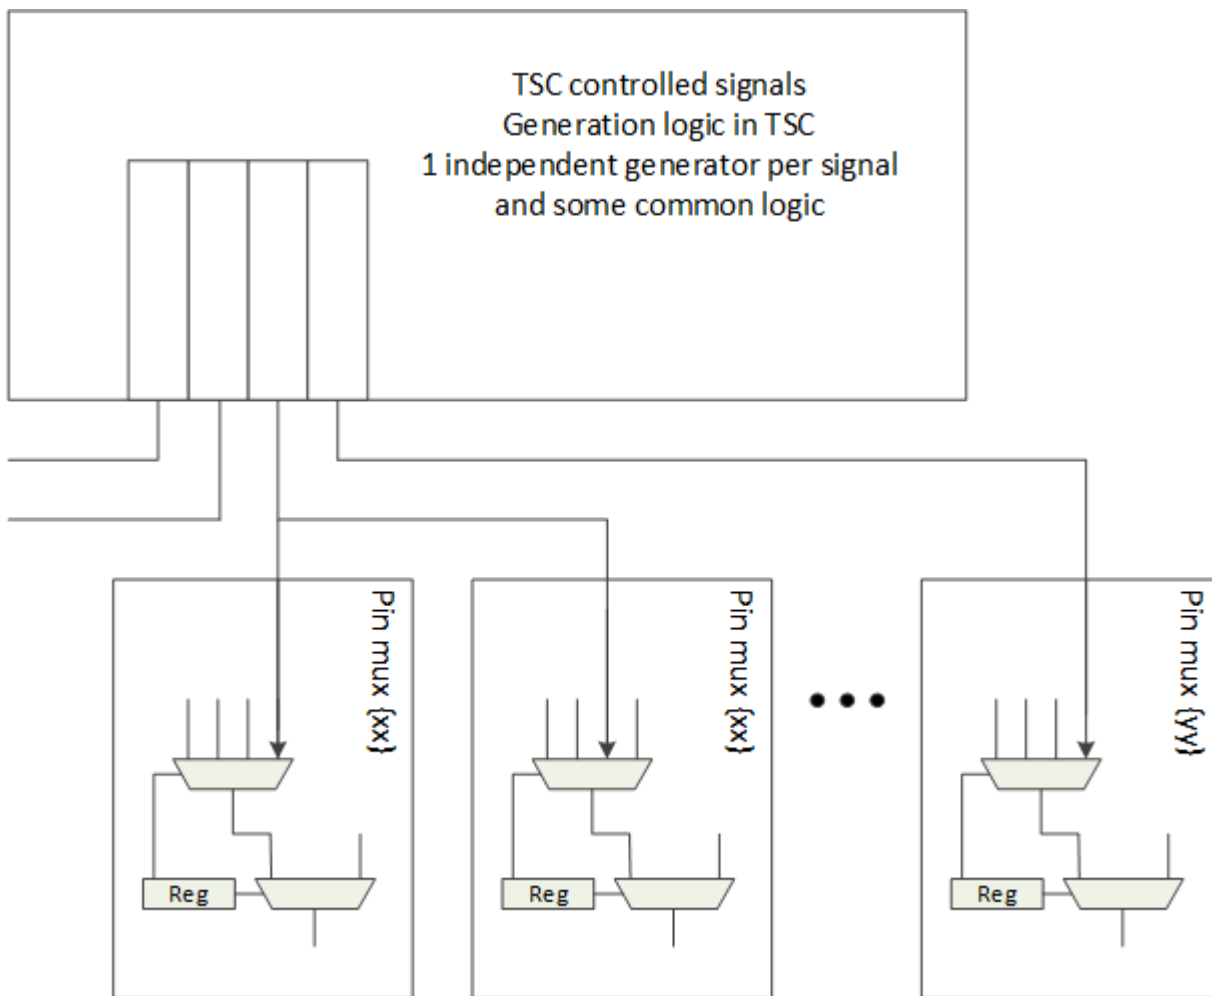 TSC controlled signals
Generation logic in TSC
1 independent generator per signal
and some common logic
Pin mux {xx}
Pin mux {xx}
Pin mux {yy}
Reg
Reg
Reg